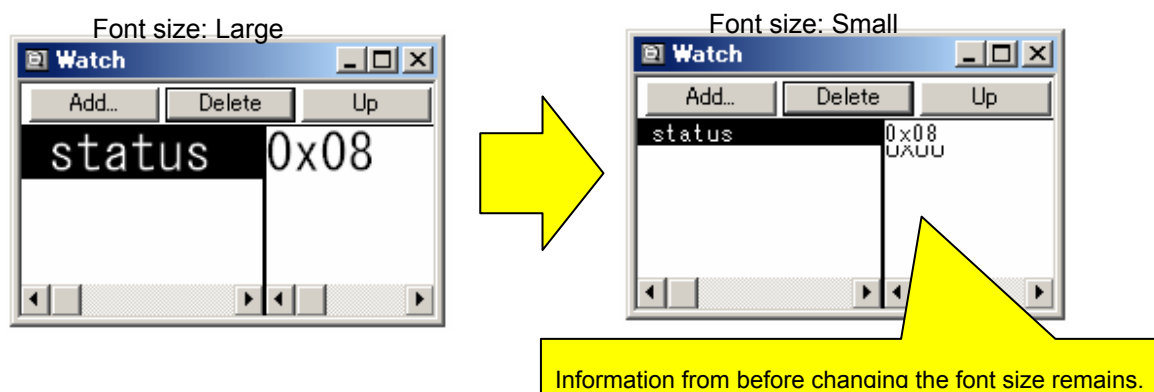 Font size: Large
Watch
Add... Delete Up
status 0x08
Font size: Small
Watch
Add... Delete Up
status 0x08
Information from before changing the font size remains.